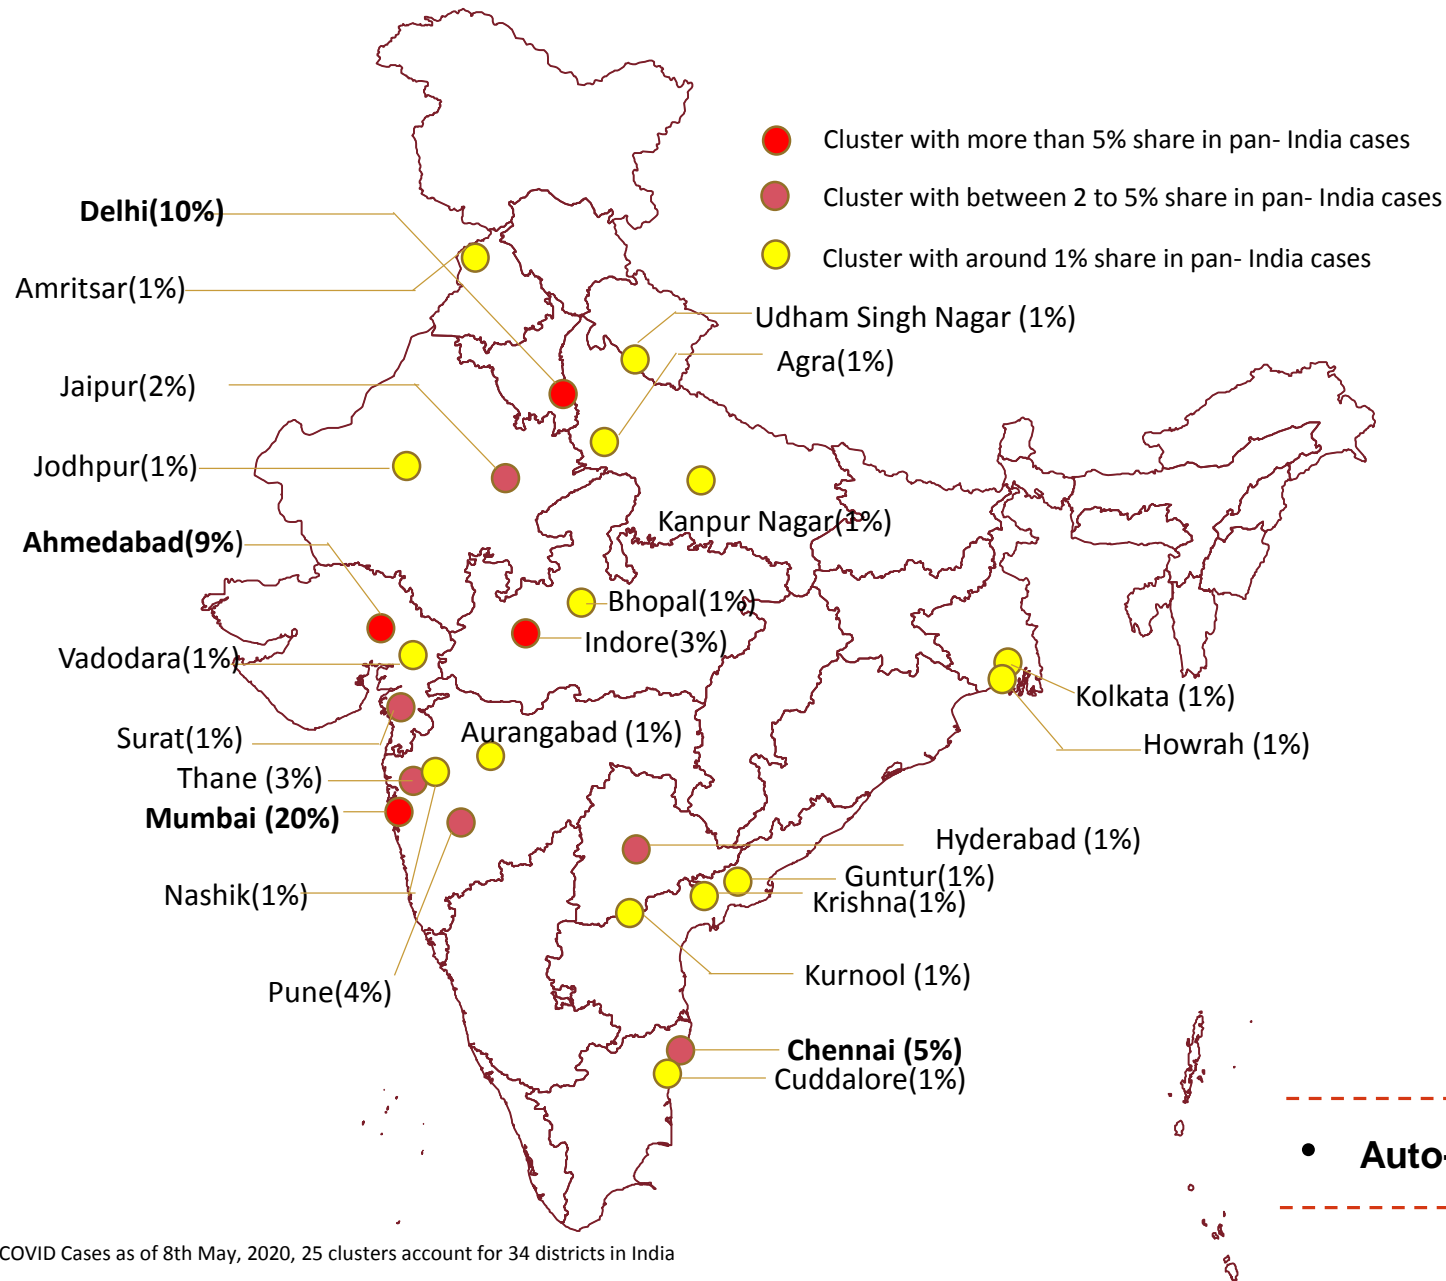 Cluster with more than 5% share in pan- India cases
Cluster with between 2 to 5% share in pan- India cases
Cluster with around 1% share in pan- India cases
Delhi(10%)
Amritsar(1%)
Udham Singh Nagar (1%)
Agra(1%)
Jaipur(2%)
Jodhpur(1%)
Kanpur Nagar(1%)
Ahmedabad(9%)
Bhopal(1%)
Indore(3%)
Vadodara(1%)
Kolkata (1%)
Surat(1%)
Aurangabad (1%)
Howrah (1%)
Thane (3%)
Mumbai (20%)
Hyderabad (1%)
Guntur(1%)
Nashik(1%)
Krishna(1%)
Kurnool (1%)
Pune(4%)
Chennai (5%)
Cuddalore(1%)
• Auto-
COVID Cases as of 8th May, 2020, 25 clusters account for 34 districts in India